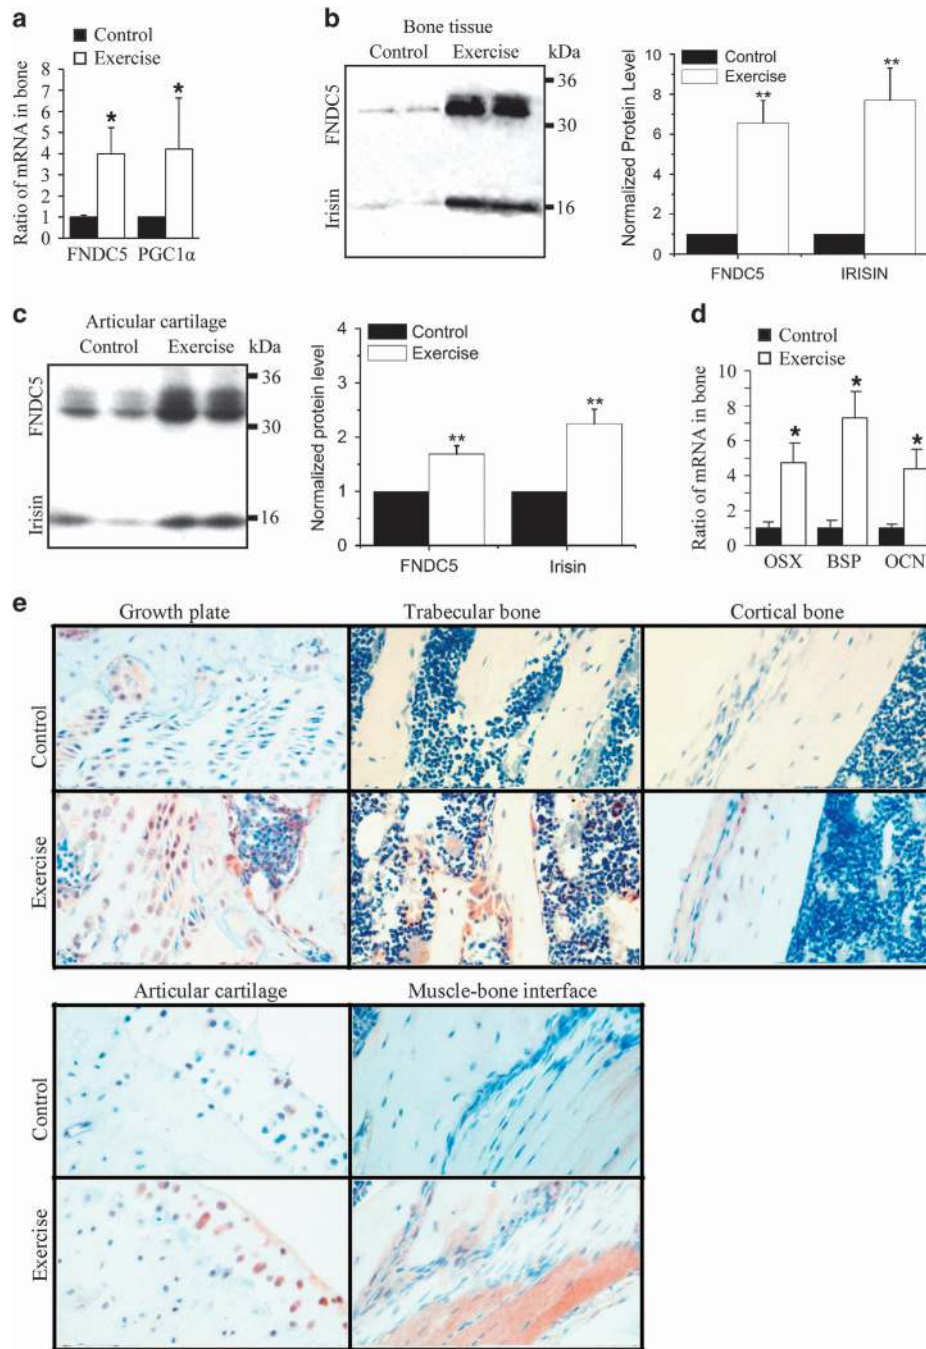 a
Control
Exercise
Ratio of mRNA in bone
8
7
6
5
4
3
2
1
0
*
*
FNDC5 PGC1α
b
Bone tissue
Control Exercise kDa
FNDC5
Irisin
36
30
16
Control
Exercise
Normalized Protein Level
10
8
6
4
2
0
**
**
FNDC5 IRISIN
c
Articular cartilage
Control Exercise kDa
FNDC5
Irisin
36
30
16
Control
Exercise
Normalized protein level
4
3
2
1
0
**
**
FNDC5 Irisin
d
Control
Exercise
Ratio of mRNA in bone
10
8
6
4
2
0
*
*
*
OSX BSP OCN
e
Growth plate Trabecular bone Cortical bone
Control
Exercise
Articular cartilage Muscle-bone interface
Control
Exercise